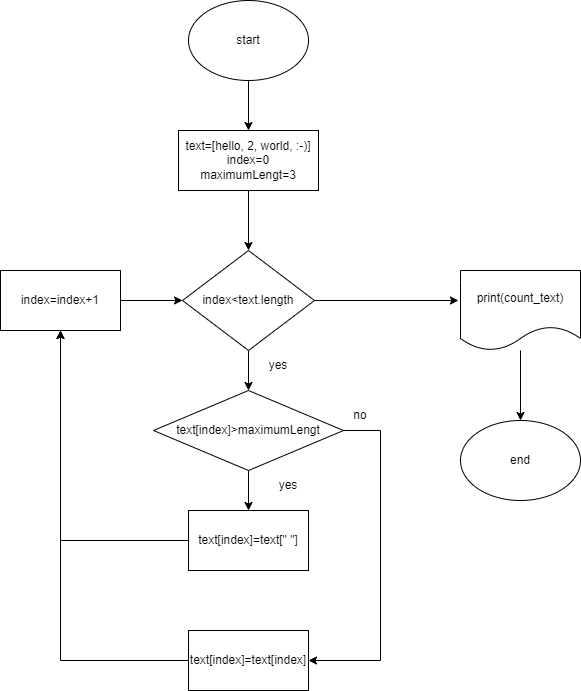 start
text=[hello, 2, world, :-)]
index=0
maximumLengt=3
index=index+1
index<text.length
print(count_text)
yes
text[index]>maximumLengt
no
end
yes
text[index]=text[" "]
text[index]=text[index]